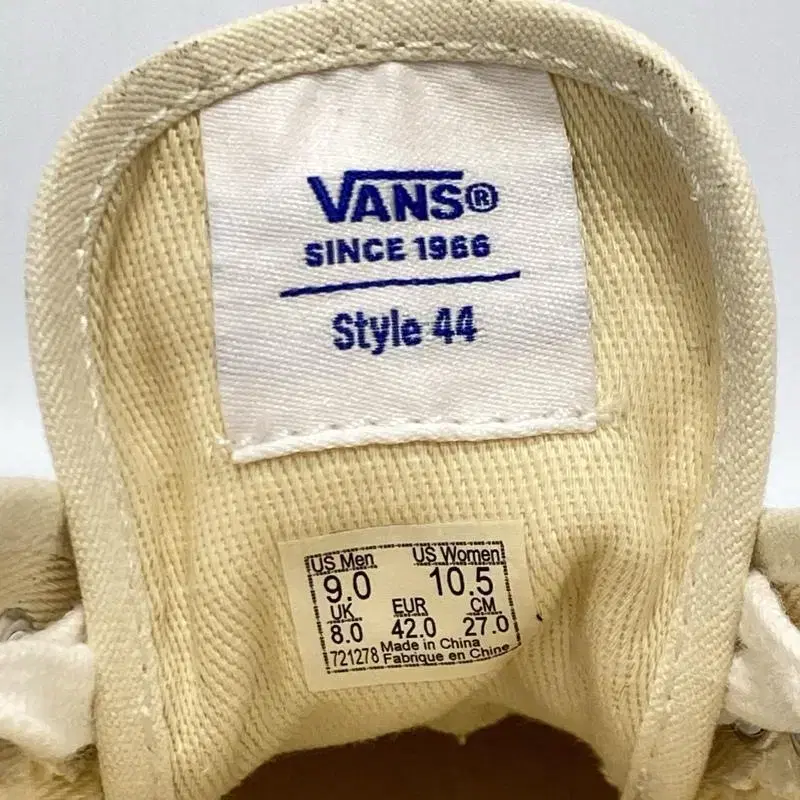 VANS®
SINCE 1966
Style 44
US Men US Women
9.0 10.5
UK EUR CM
8.0 42.0 27.0
Made in China
721278 Fabrique en Chine